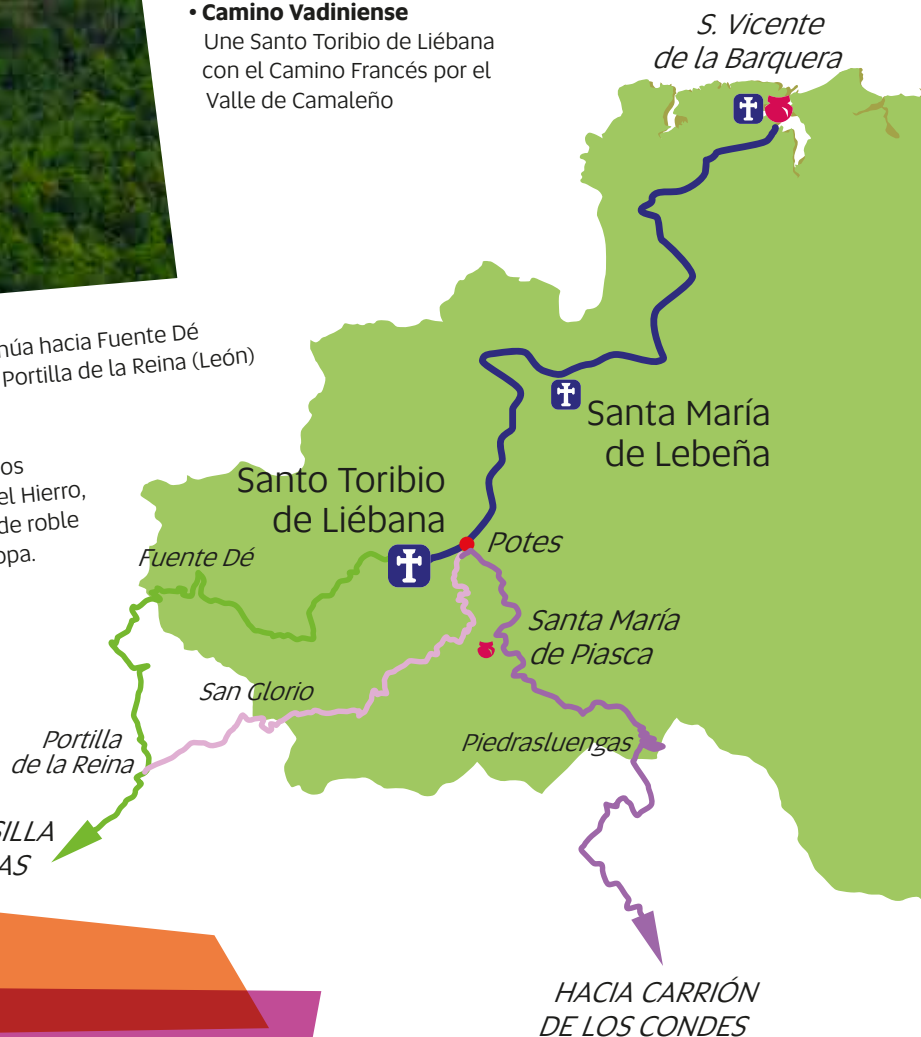 • Camino Vadiniense
Une Santo Toribio de Liébana
con el Camino Francés por el
Valle de Camaleño
núa hacia Fuente Dé
Portilla de la Reina (León)
os
el Hierro,
de roble
opa.
S. Vicente
de la Barquera
Santa María
de Lebeña
Santo Toribio
de Liébana
Potes
Fuente Dé
Santa María
de Piasca
San Glorio
Piedrasluengas
Portilla
de la Reina
SILLA
AS
HACIA CARRIÓN
DE LOS CONDES